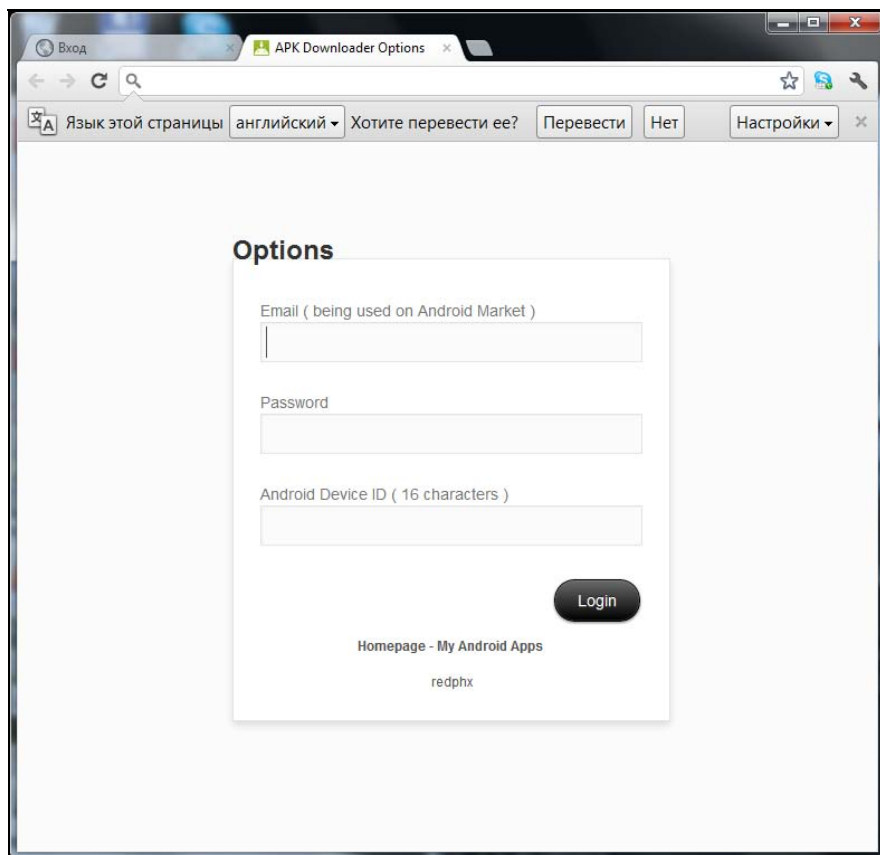 Вход
APK Downloader Options
Язык этой страницы английский Хотите перевести ее? Перевести Нет Настройки
Options
Email ( being used on Android Market )
Password
Android Device ID ( 16 characters )
Login
Homepage - My Android Apps
redphx